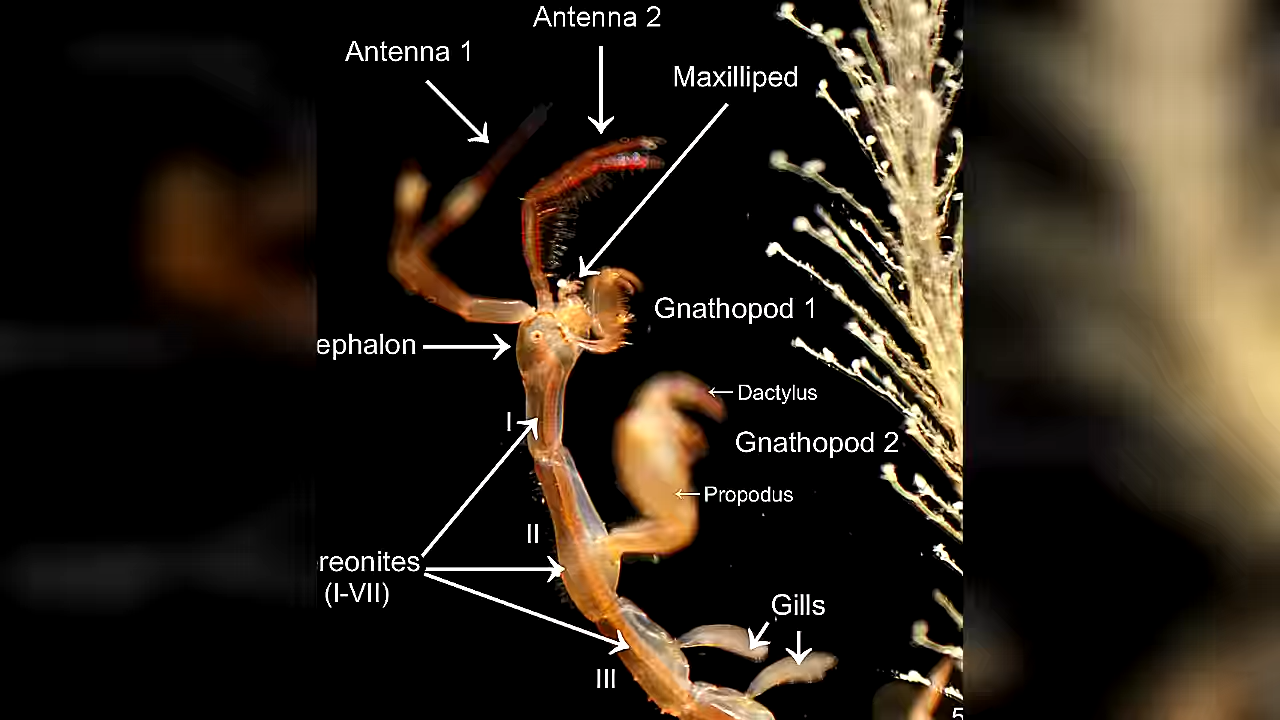 Antenna 2
Antenna 1
Maxilliped
Gnathopod 1
ephalon
Dactylus
I
Gnathopod 2
Propodus
II
reonites
(I-VII)
Gills
III
5